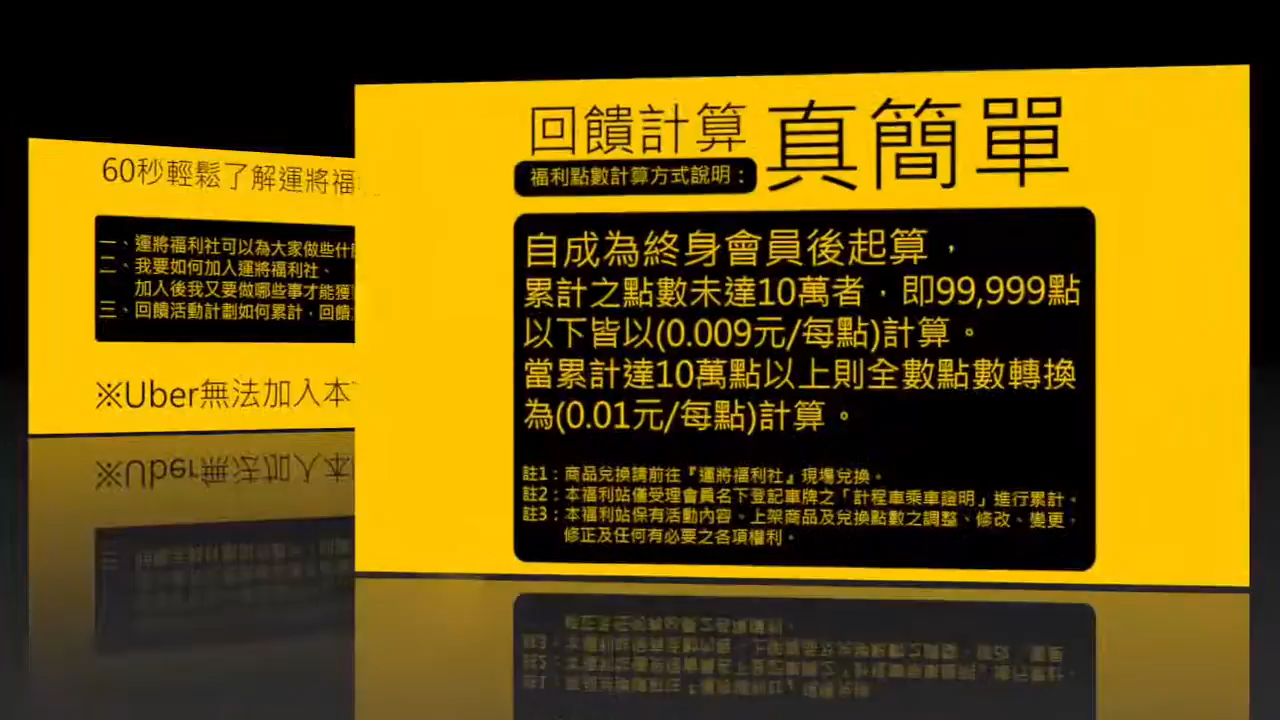 60秒輕鬆了解運將福
一、運將福利社可以為大家做些什
二、我要如何加入運將福利社、
加入後我又要做哪些事才能獲
三、回饋活動計劃如何累計，回饋
※Uber無法加入本
回饋計算 真簡單
福利點數計算方式說明：
自成為終身會員後起算，
累計之點數未達10萬者，即99,999點
以下皆以(0.009元/每點)計算。
當累計達10萬點以上則全數點數轉換
為(0.01元/每點)計算。
註1：商品兌換請前往『運將福利社』現場兌換。
註2：本福利站僅受理會員名下登記車牌之「計程車乘車證明」進行累計。
註3：本福利站保有活動內容、上架商品及兌換點數之調整、修改、變更，
修正及任何有必要之各項權利。